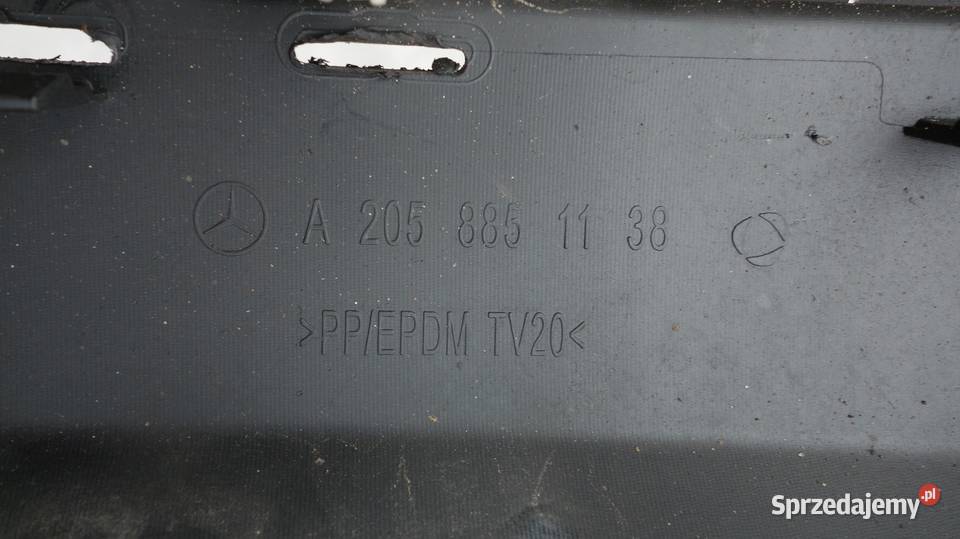 A 205 885 11 38
>PP/EPDM TV20<
Sprzedajemy.pl